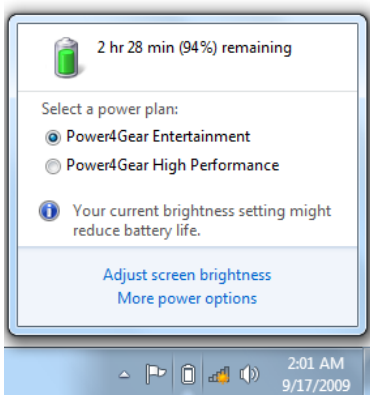 2 hr 28 min (94%) remaining
Select a power plan:
Power4Gear Entertainment
Power4Gear High Performance
Your current brightness setting might
reduce battery life.
Adjust screen brightness
More power options
2:01 AM
9/17/2009